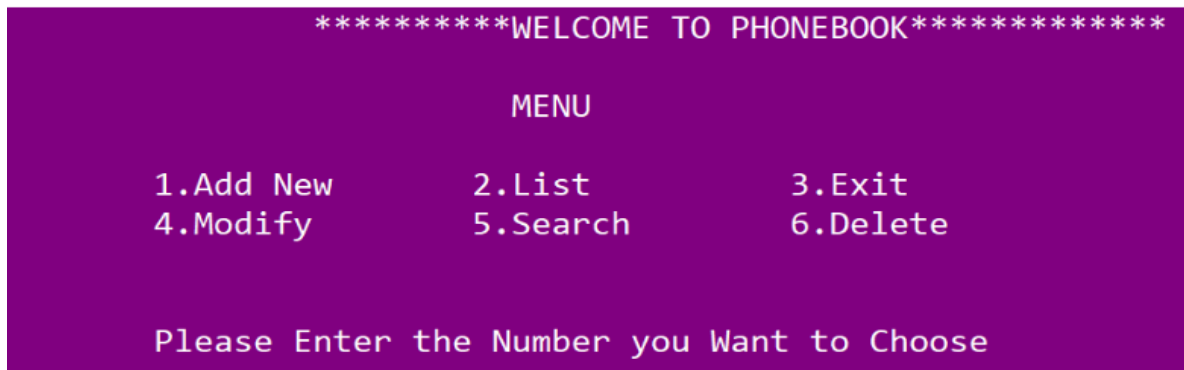 **********WELCOME TO PHONEBOOK*************
MENU
1.Add New 2.List 3.Exit
4.Modify 5.Search 6.Delete
Please Enter the Number you Want to Choose